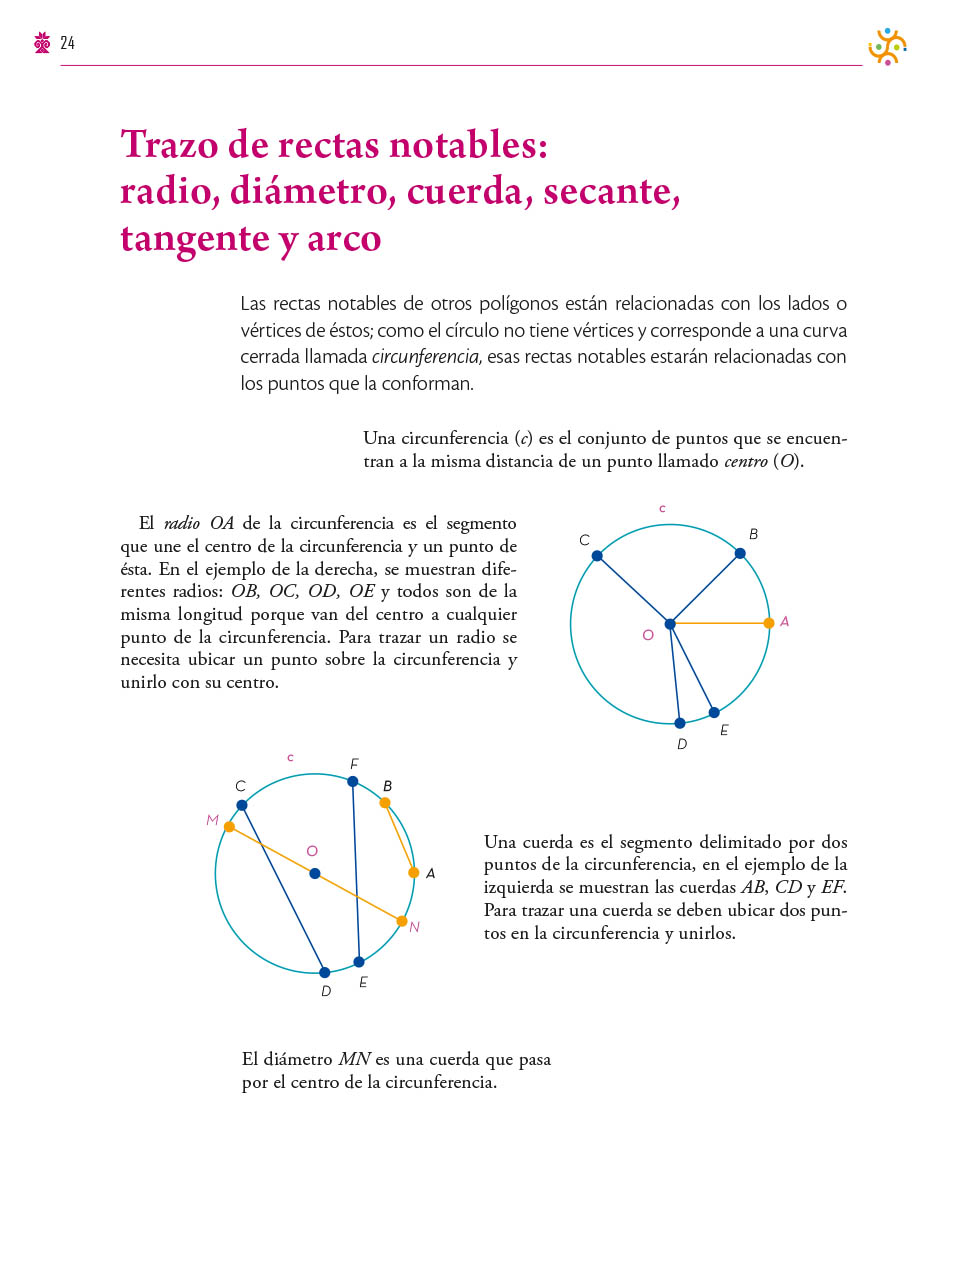 24
Trazo de rectas notables:
radio, diámetro, cuerda, secante,
tangente y arco
Las rectas notables de otros polígonos están relacionadas con los lados o
vértices de éstos; como el círculo no tiene vértices y corresponde a una curva
cerrada llamada circunferencia, esas rectas notables estarán relacionadas con
los puntos que la conforman.
Una circunferencia (c) es el conjunto de puntos que se encuen-
tran a la misma distancia de un punto llamado centro (O).
El radio OA de la circunferencia es el segmento
que une el centro de la circunferencia y un punto de
ésta. En el ejemplo de la derecha, se muestran dife-
rentes radios: OB, OC, OD, OE y todos son de la
misma longitud porque van del centro a cualquier
punto de la circunferencia. Para trazar un radio se
necesita ubicar un punto sobre la circunferencia y
unirlo con su centro.
c
C
B
O
A
D
E
c
F
C
B
M
O
A
N
D
E
Una cuerda es el segmento delimitado por dos
puntos de la circunferencia, en el ejemplo de la
izquierda se muestran las cuerdas AB, CD y EF.
Para trazar una cuerda se deben ubicar dos pun-
tos en la circunferencia y unirlos.
El diámetro MN es una cuerda que pasa
por el centro de la circunferencia.